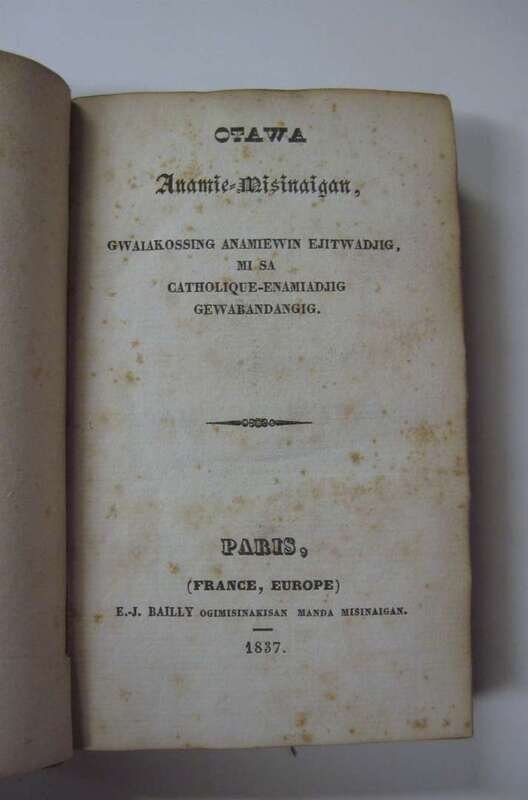 OTAWA
Anamie-Misinaigan,
GWAIAKOSSING ANAMIEWIN EJITWADJIG,
MI SA
CATHOLIQUE-ENAMIADJIG
GEWABANDANGIG.
PARIS,
(FRANCE, EUROPE)
E.-J. BAILLY OGIMISINAKISAN MANDA MISINAIGAN.
1837.